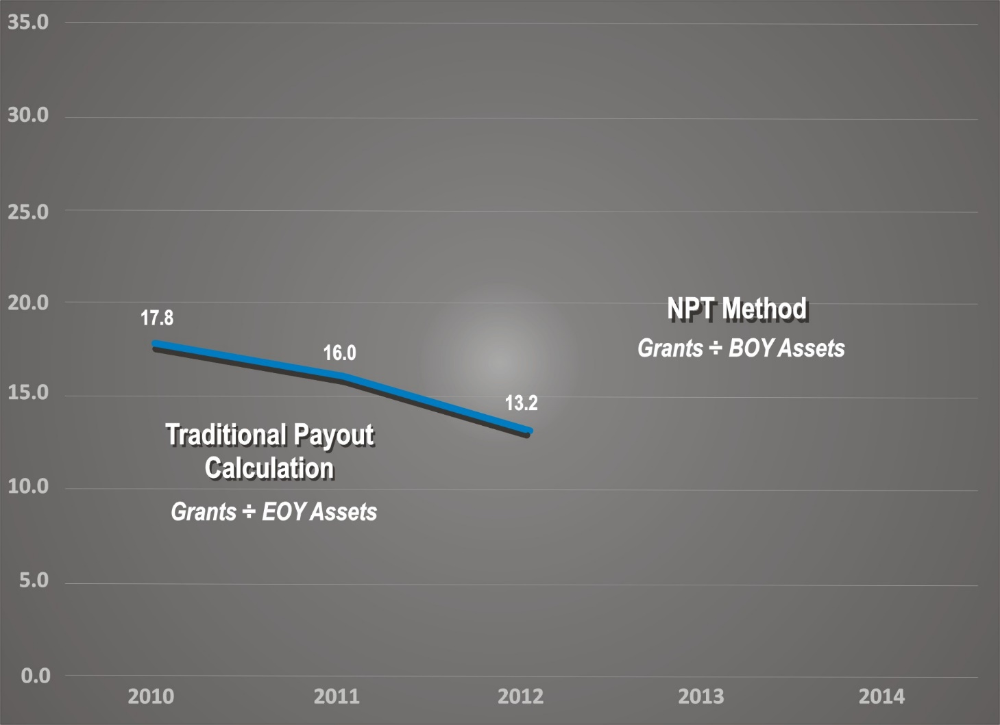 35.0
30.0
25.0
20.0
17.8
NPT Method
16.0
Grants ÷ BOY Assets
15.0
13.2
Traditional Payout
Calculation
10.0
Grants ÷ EOY Assets
5.0
0.0
2010 2011 2012 2013 2014